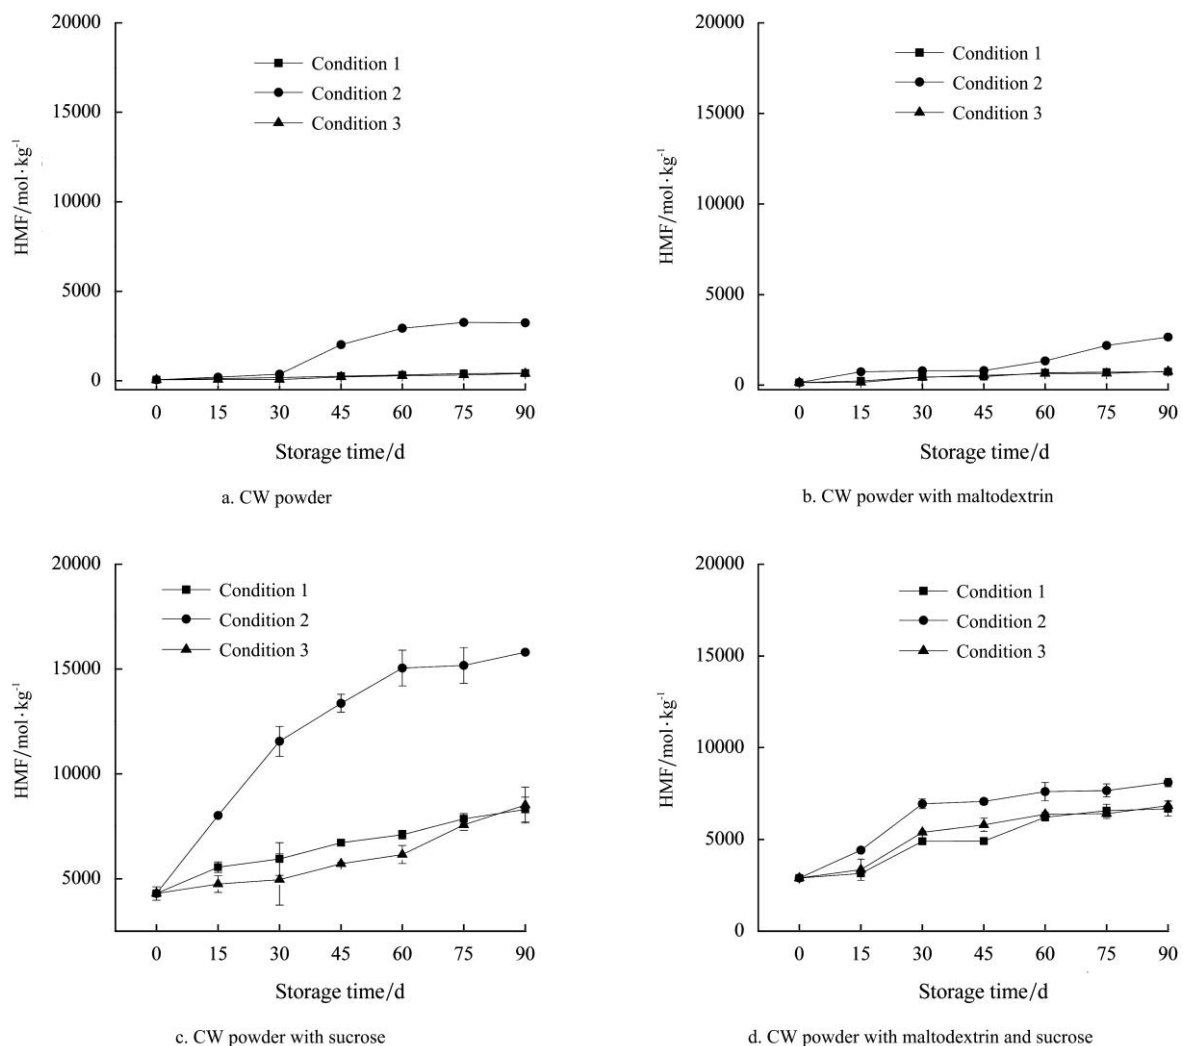 20000
15000
10000
5000
0
HMF/mol·kg-1
Condition 1
Condition 2
Condition 3
0 15 30 45 60 75 90
Storage time/d
a. CW powder
20000
15000
10000
5000
0
HMF/mol·kg-1
Condition 1
Condition 2
Condition 3
0 15 30 45 60 75 90
Storage time/d
b. CW powder with maltodextrin
20000
15000
10000
5000
HMF/mol·kg-1
Condition 1
Condition 2
Condition 3
0 15 30 45 60 75 90
Storage time/d
c. CW powder with sucrose
20000
15000
10000
5000
0
HMF/mol·kg-1
Condition 1
Condition 2
Condition 3
0 15 30 45 60 75 90
Storage time/d
d. CW powder with maltodextrin and sucrose